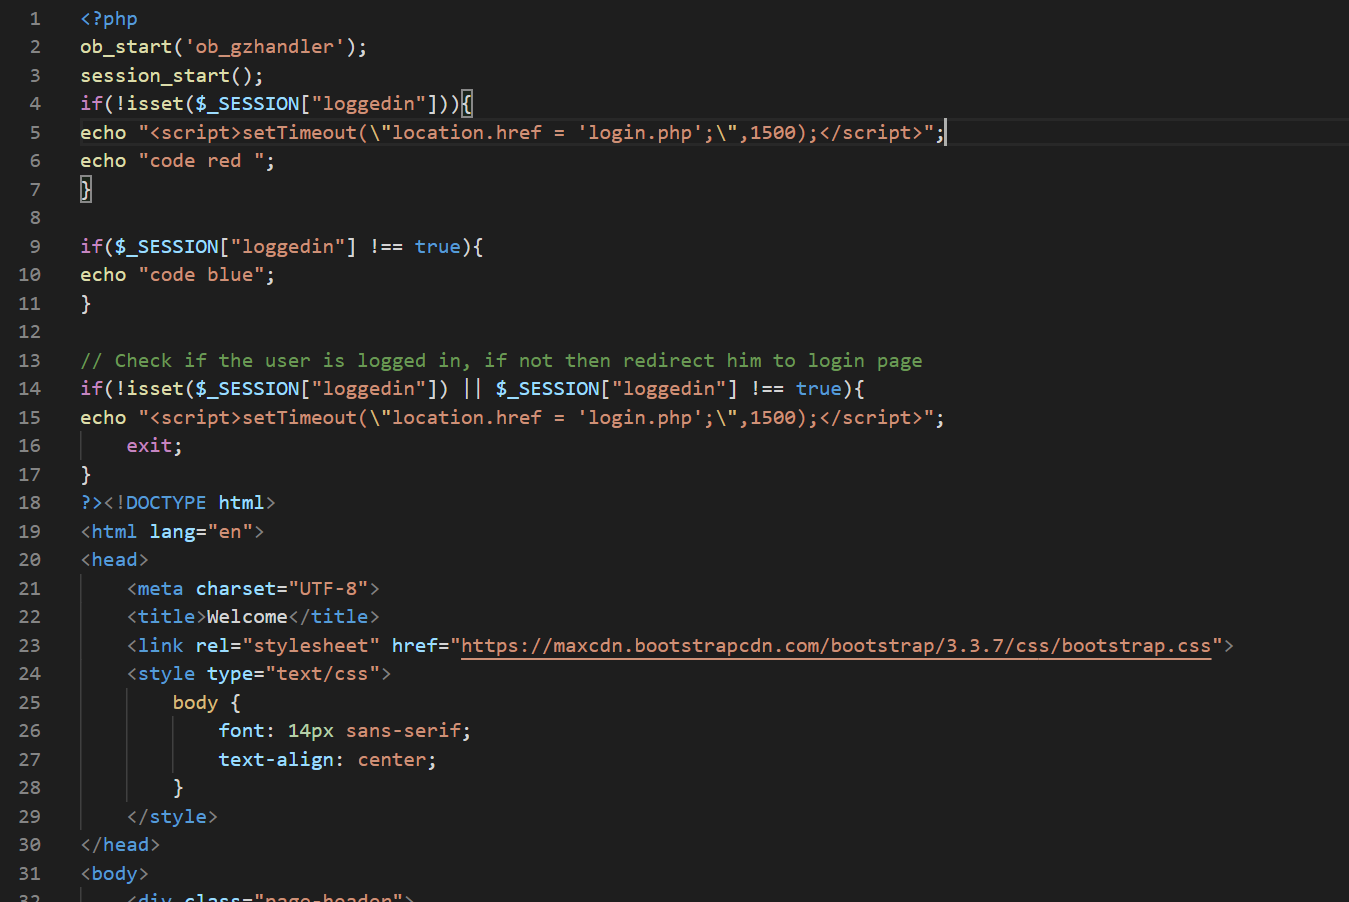 1 <?php
2 ob_start('ob_gzhandler');
3 session_start();
4 if(!isset($_SESSION["loggedin"])){
5 echo "<script>setTimeout(\"location.href = 'login.php';\",1500);</script>";
6 echo "code red ";
7 }
8
9 if($_SESSION["loggedin"] !== true){
10 echo "code blue";
11 }
12
13 // Check if the user is logged in, if not then redirect him to login page
14 if(!isset($_SESSION["loggedin"]) || $_SESSION["loggedin"] !== true){
15 echo "<script>setTimeout(\"location.href = 'login.php';\",1500);</script>";
16     exit;
17 }
18 ?><!DOCTYPE html>
19 <html lang="en">
20 <head>
21     <meta charset="UTF-8">
22     <title>Welcome</title>
23     <link rel="stylesheet" href="https://maxcdn.bootstrapcdn.com/bootstrap/3.3.7/css/bootstrap.css">
24     <style type="text/css">
25         body {
26             font: 14px sans-serif;
27             text-align: center;
28         }
29     </style>
30 </head>
31 <body>
32     <div class="page-header">